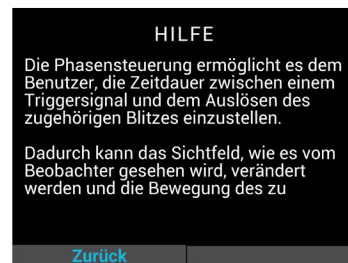 HILFE
Die Phasensteuerung ermöglicht es dem
Benutzer, die Zeitdauer zwischen einem
Triggersignal und dem Auslösen des
zugehörigen Blitzes einzustellen.
Dadurch kann das Sichtfeld, wie es vom
Beobachter gesehen wird, verändert
werden und die Bewegung des zu
Zurück